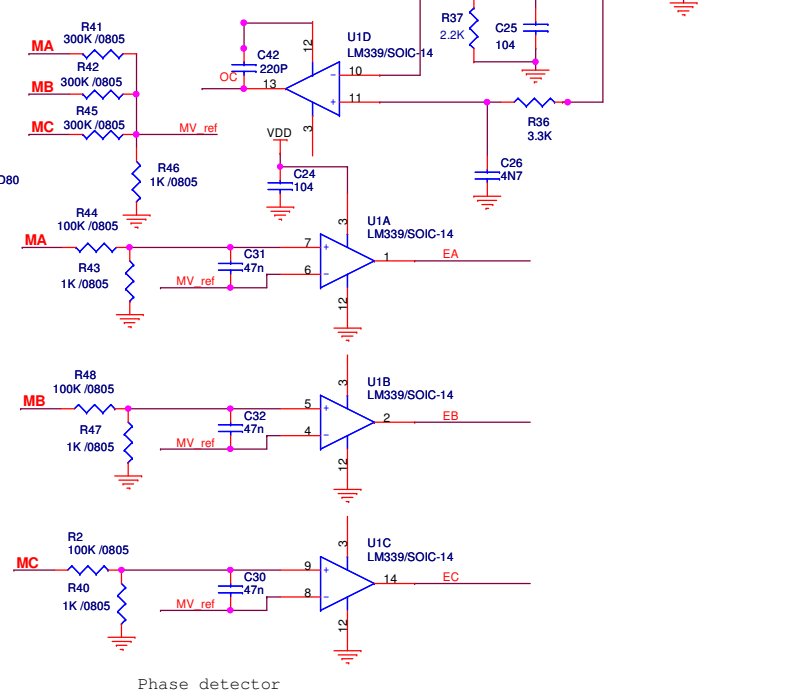 R41
300K /0805
MA
R42
300K /0805
MB
R45
300K /0805
MC
MV_ref
R46
1K /0805
D80
OC
C42
220P
13
12
3
U1D
LM339/SOIC-14
10
11
−
+
R37
2.2K
C25
104
R36
3.3K
C26
4N7
VDD
C24
104
R44
100K /0805
MA
R43
1K /0805
C31
47n
MV_ref
7
6
+
−
3
12
U1A
LM339/SOIC-14
1
EA
R48
100K /0805
MB
R47
1K /0805
C32
47n
MV_ref
5
4
+
−
3
12
U1B
LM339/SOIC-14
2
EB
R2
100K /0805
MC
R40
1K /0805
C30
47n
MV_ref
9
8
+
−
3
12
U1C
LM339/SOIC-14
14
EC
Phase detector